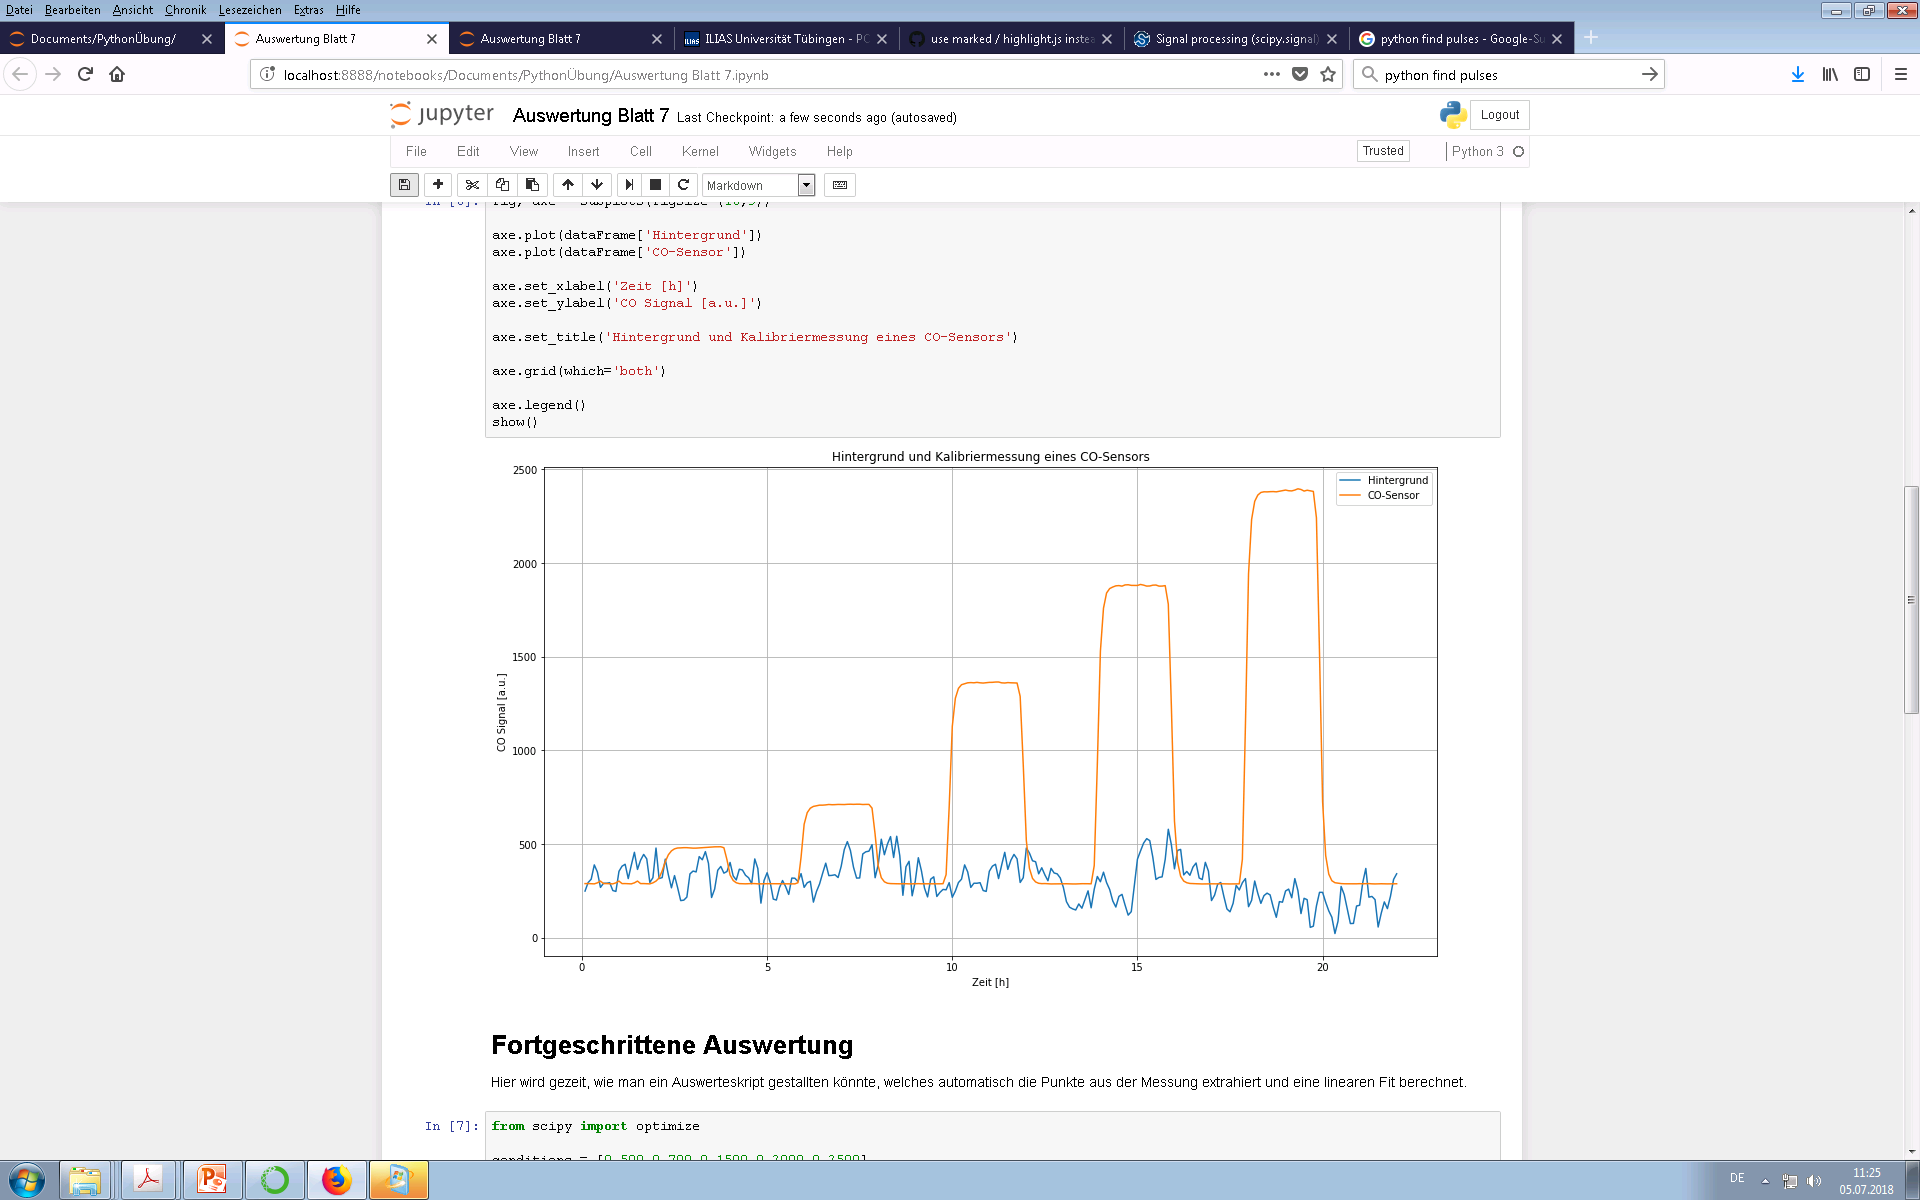 Datei Bearbeiten Ansicht Chronik Lesezeichen Extras Hilfe
Documents/PythonÜbung/
Auswertung Blatt 7
Auswertung Blatt 7
ILIAS Universität Tübingen - PC
use marked / highlight.js instea
Signal processing (scipy.signal)
python find pulses - Google-Su
localhost:8888/notebooks/Documents/PythonÜbung/Auswertung Blatt 7.ipynb
python find pulses
jupyter Auswertung Blatt 7 Last Checkpoint: a few seconds ago (autosaved)
Logout
File Edit View Insert Cell Kernel Widgets Help
Trusted
Python 3
Markdown
axe.plot(dataFrame['Hintergrund'])
axe.plot(dataFrame['CO-Sensor'])
axe.set_xlabel('Zeit [h]')
axe.set_ylabel('CO Signal [a.u.]')
axe.set_title('Hintergrund und Kalibriermessung eines CO-Sensors')
axe.grid(which='both')
axe.legend()
show()
Hintergrund und Kalibriermessung eines CO-Sensors
Hintergrund
CO-Sensor
2500
2000
1500
1000
500
0
CO Signal [a.u.]
0 5 10 15 20
Zeit [h]
Fortgeschrittene Auswertung
Hier wird gezeit, wie man ein Auswerteskript gestallten könnte, welches automatisch die Punkte aus der Messung extrahiert und eine linearen Fit berechnet.
In [7]: from scipy import optimize
DE
11:25
05.07.2018